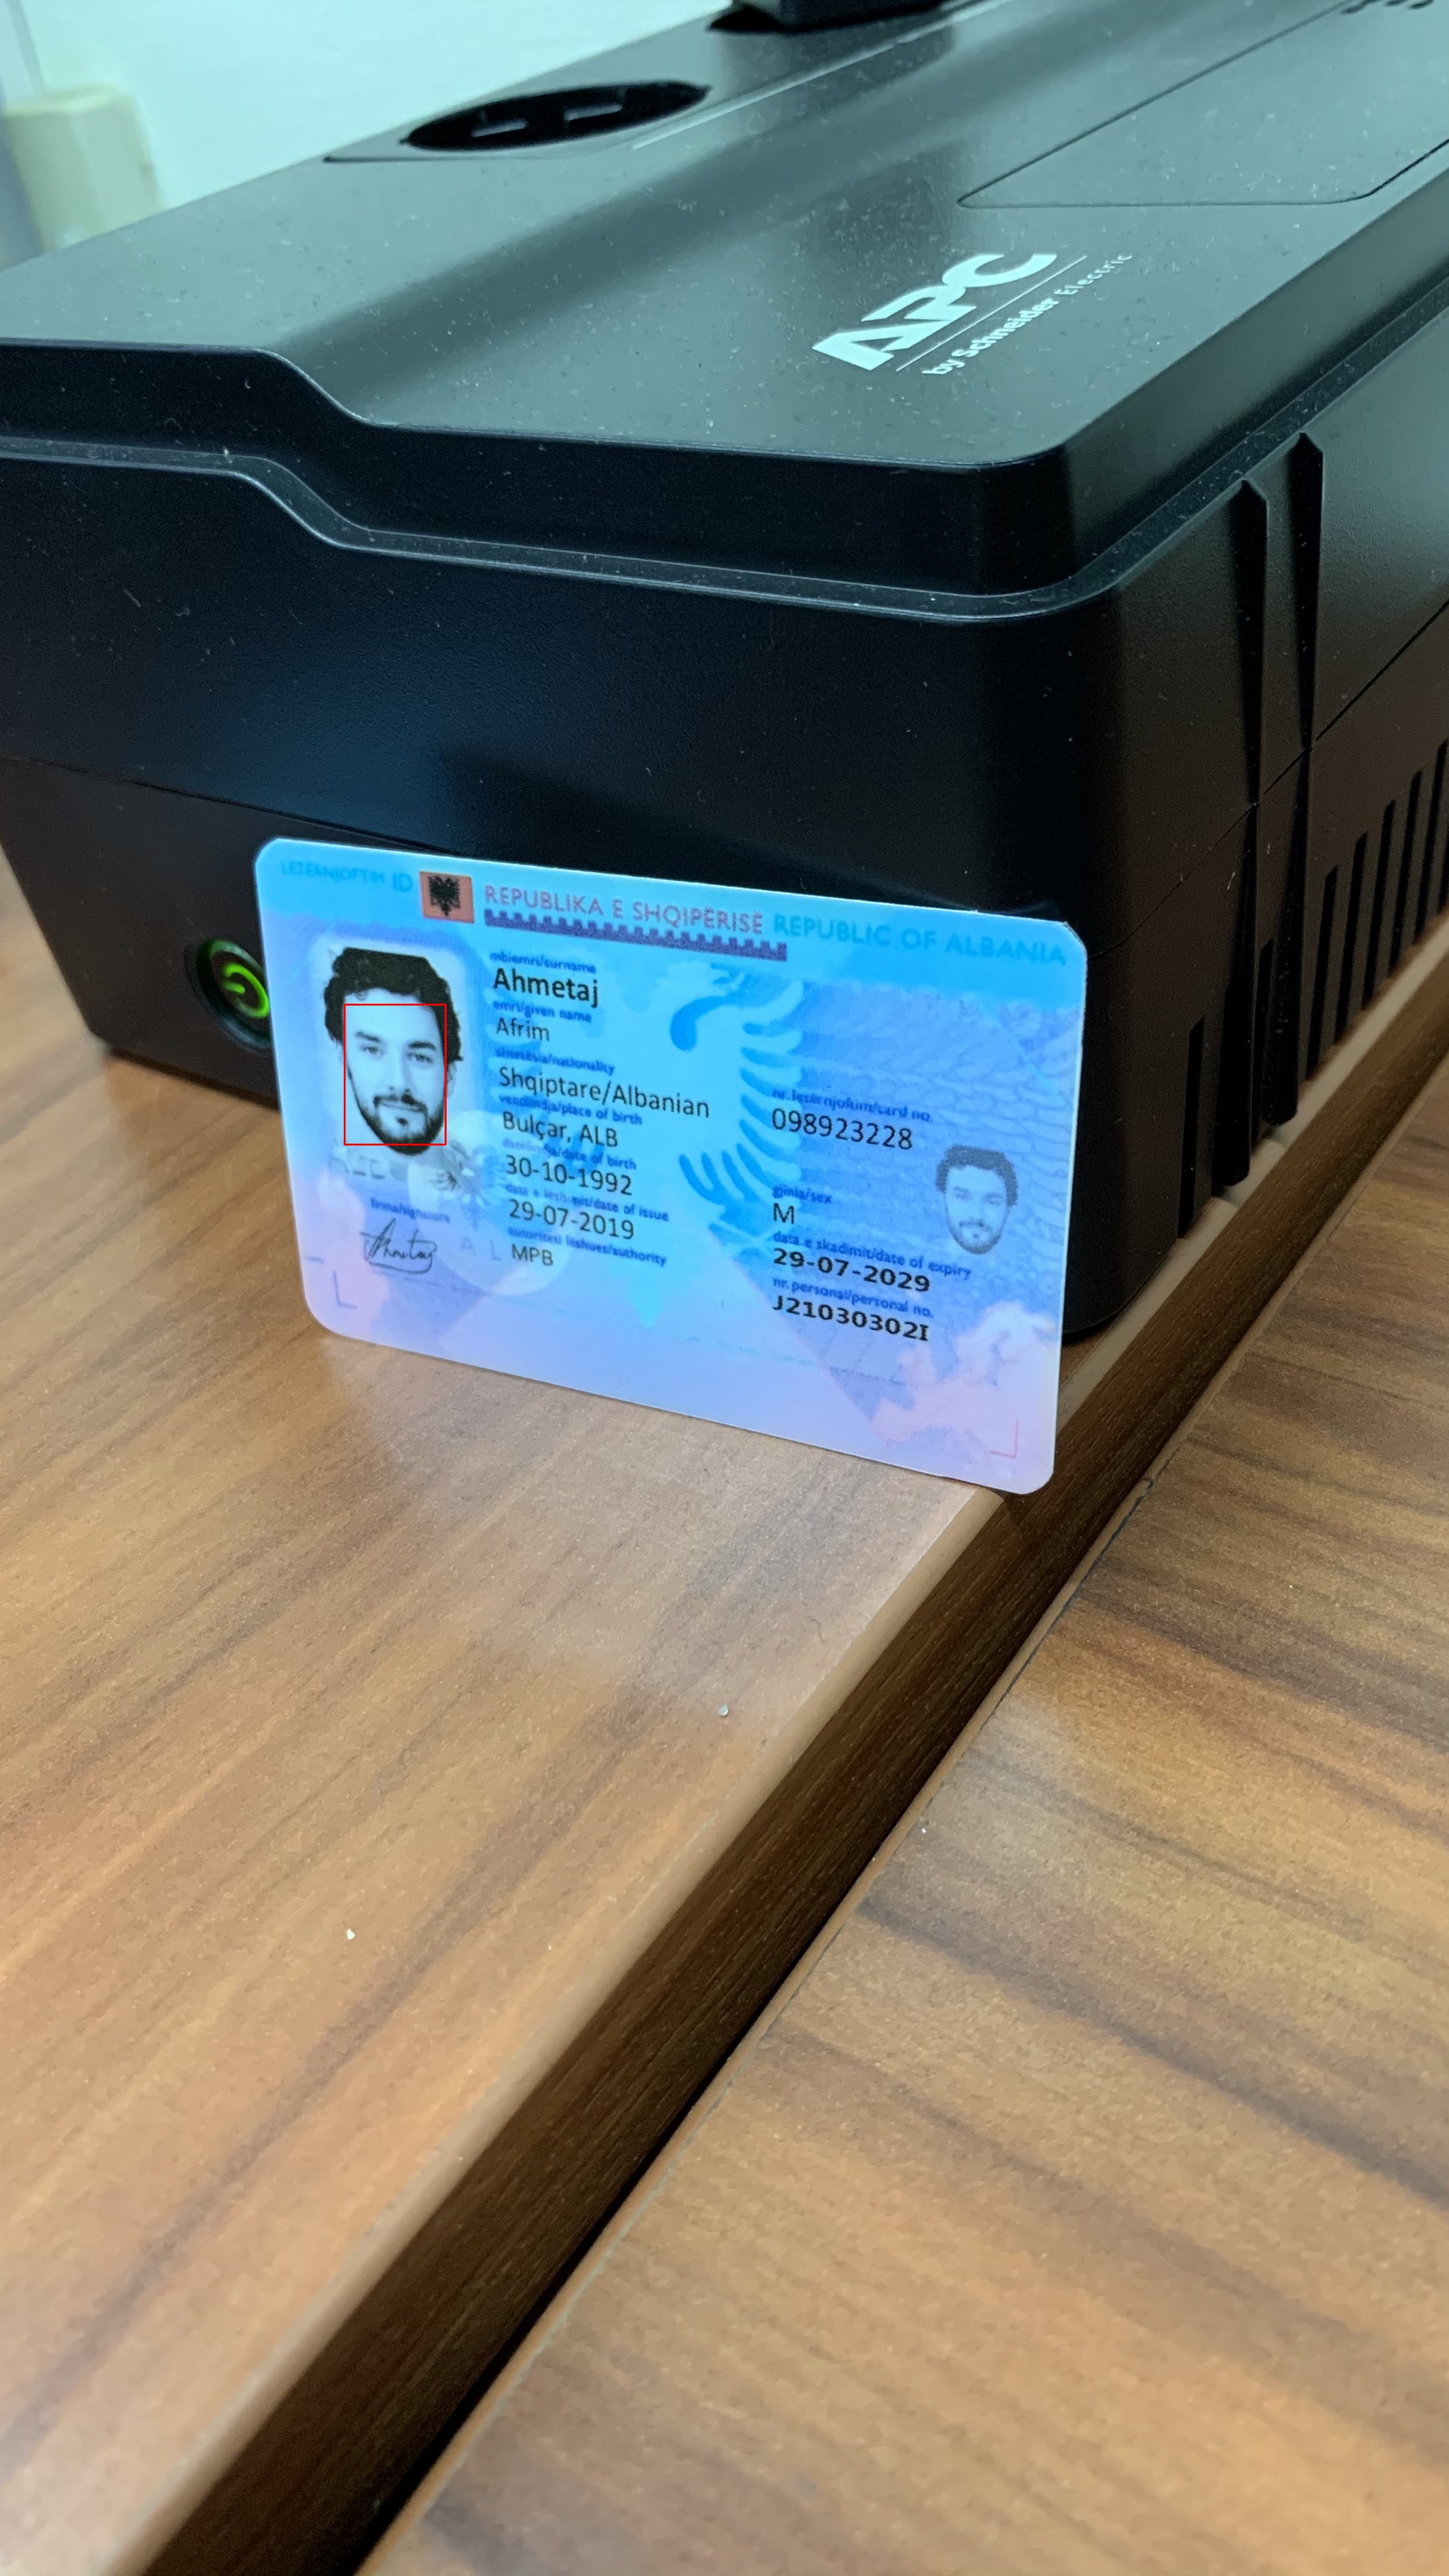 APC
by Schneider Electric
LETËRNJOFTIM ID
REPUBLIKA E SHQIPËRISË REPUBLIC OF ALBANIA
mbiemri/surname
Ahmetaj
emri/given name
Afrim
shtetësia/nationality
Shqiptare/Albanian
vendlindja/place of birth
Bulçar, ALB
datëlindja/date of birth
30-10-1992
data e lëshimit/date of issue
29-07-2019
autoriteti lëshues/authority
MPB
firma/signature
nr. letërnjoftimi/card no.
098923228
gjinia/sex
M
data e skadimit/date of expiry
29-07-2029
nr. personal/personal no.
J21030302I